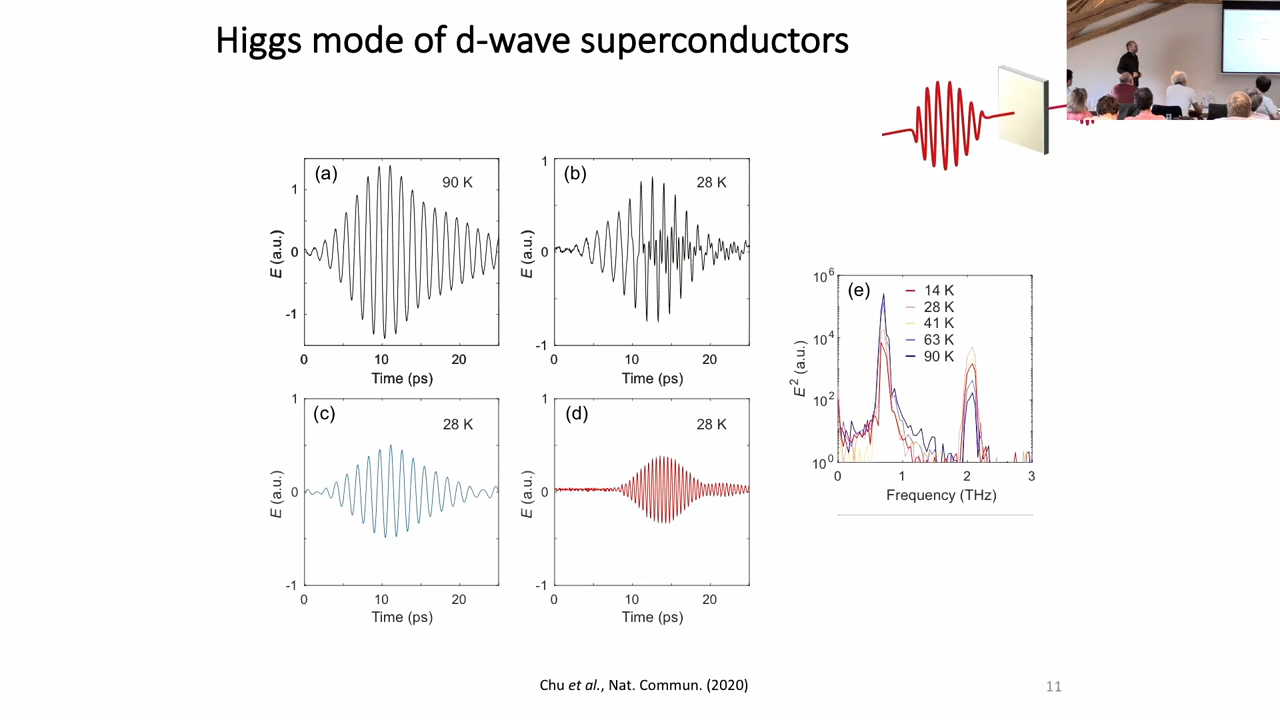 Higgs mode of d-wave superconductors
(a)
90 K
1
0
-1
E (a.u.)
0
10
20
Time (ps)
(b)
28 K
1
0
-1
E (a.u.)
0
10
20
Time (ps)
(c)
28 K
1
0
-1
E (a.u.)
0
10
20
Time (ps)
(d)
28 K
1
0
-1
E (a.u.)
0
10
20
Time (ps)
(e)
14 K
28 K
41 K
63 K
90 K
10⁶
10⁴
10²
10⁰
E² (a.u.)
0
1
2
3
Frequency (THz)
Chu et al., Nat. Commun. (2020)
11